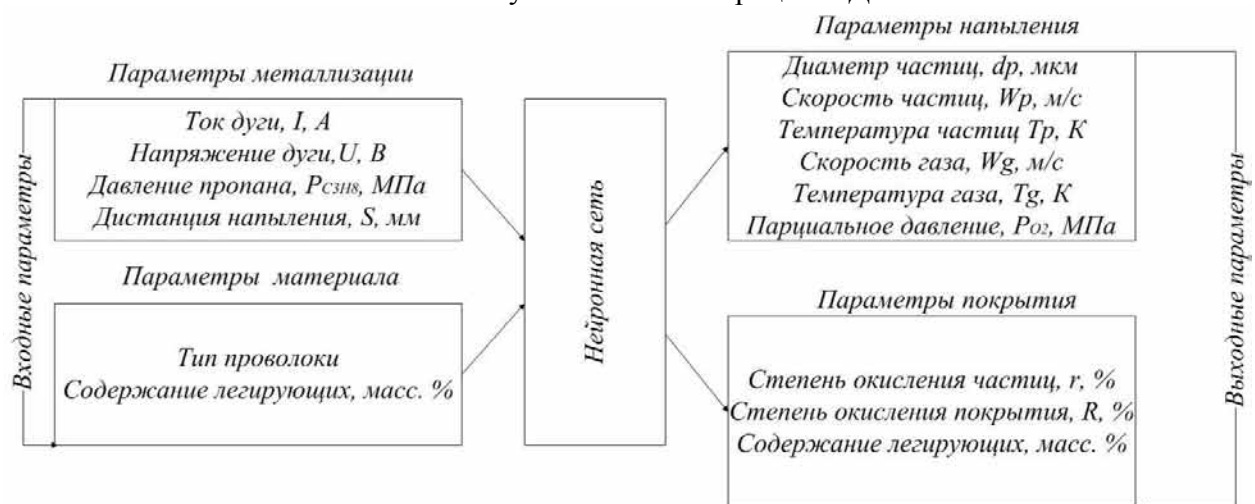 Параметры металлизации
Ток дуги, I, А
Напряжение дуги,U, В
Давление пропана, PC3H8, МПа
Дистанция напыления, S, мм
Параметры материала
Тип проволоки
Содержание легирующих, масс. %
Входные параметры
Нейронная сеть
Параметры напыления
Диаметр частиц, dp, мкм
Скорость частиц, Wp, м/с
Температура частиц Tp, К
Скорость газа, Wg, м/с
Температура газа, Tg, К
Парциальное давление, PO2, МПа
Параметры покрытия
Степень окисления частиц, r, %
Степень окисления покрытия, R, %
Содержание легирующих, масс. %
Выходные параметры